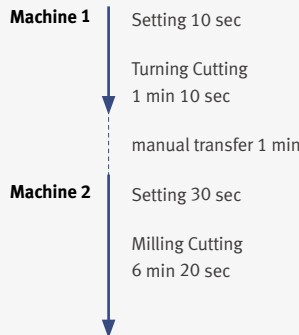 Machine 1 Setting 10 sec
Turning Cutting
1 min 10 sec
manual transfer 1 min
Machine 2 Setting 30 sec
Milling Cutting
6 min 20 sec